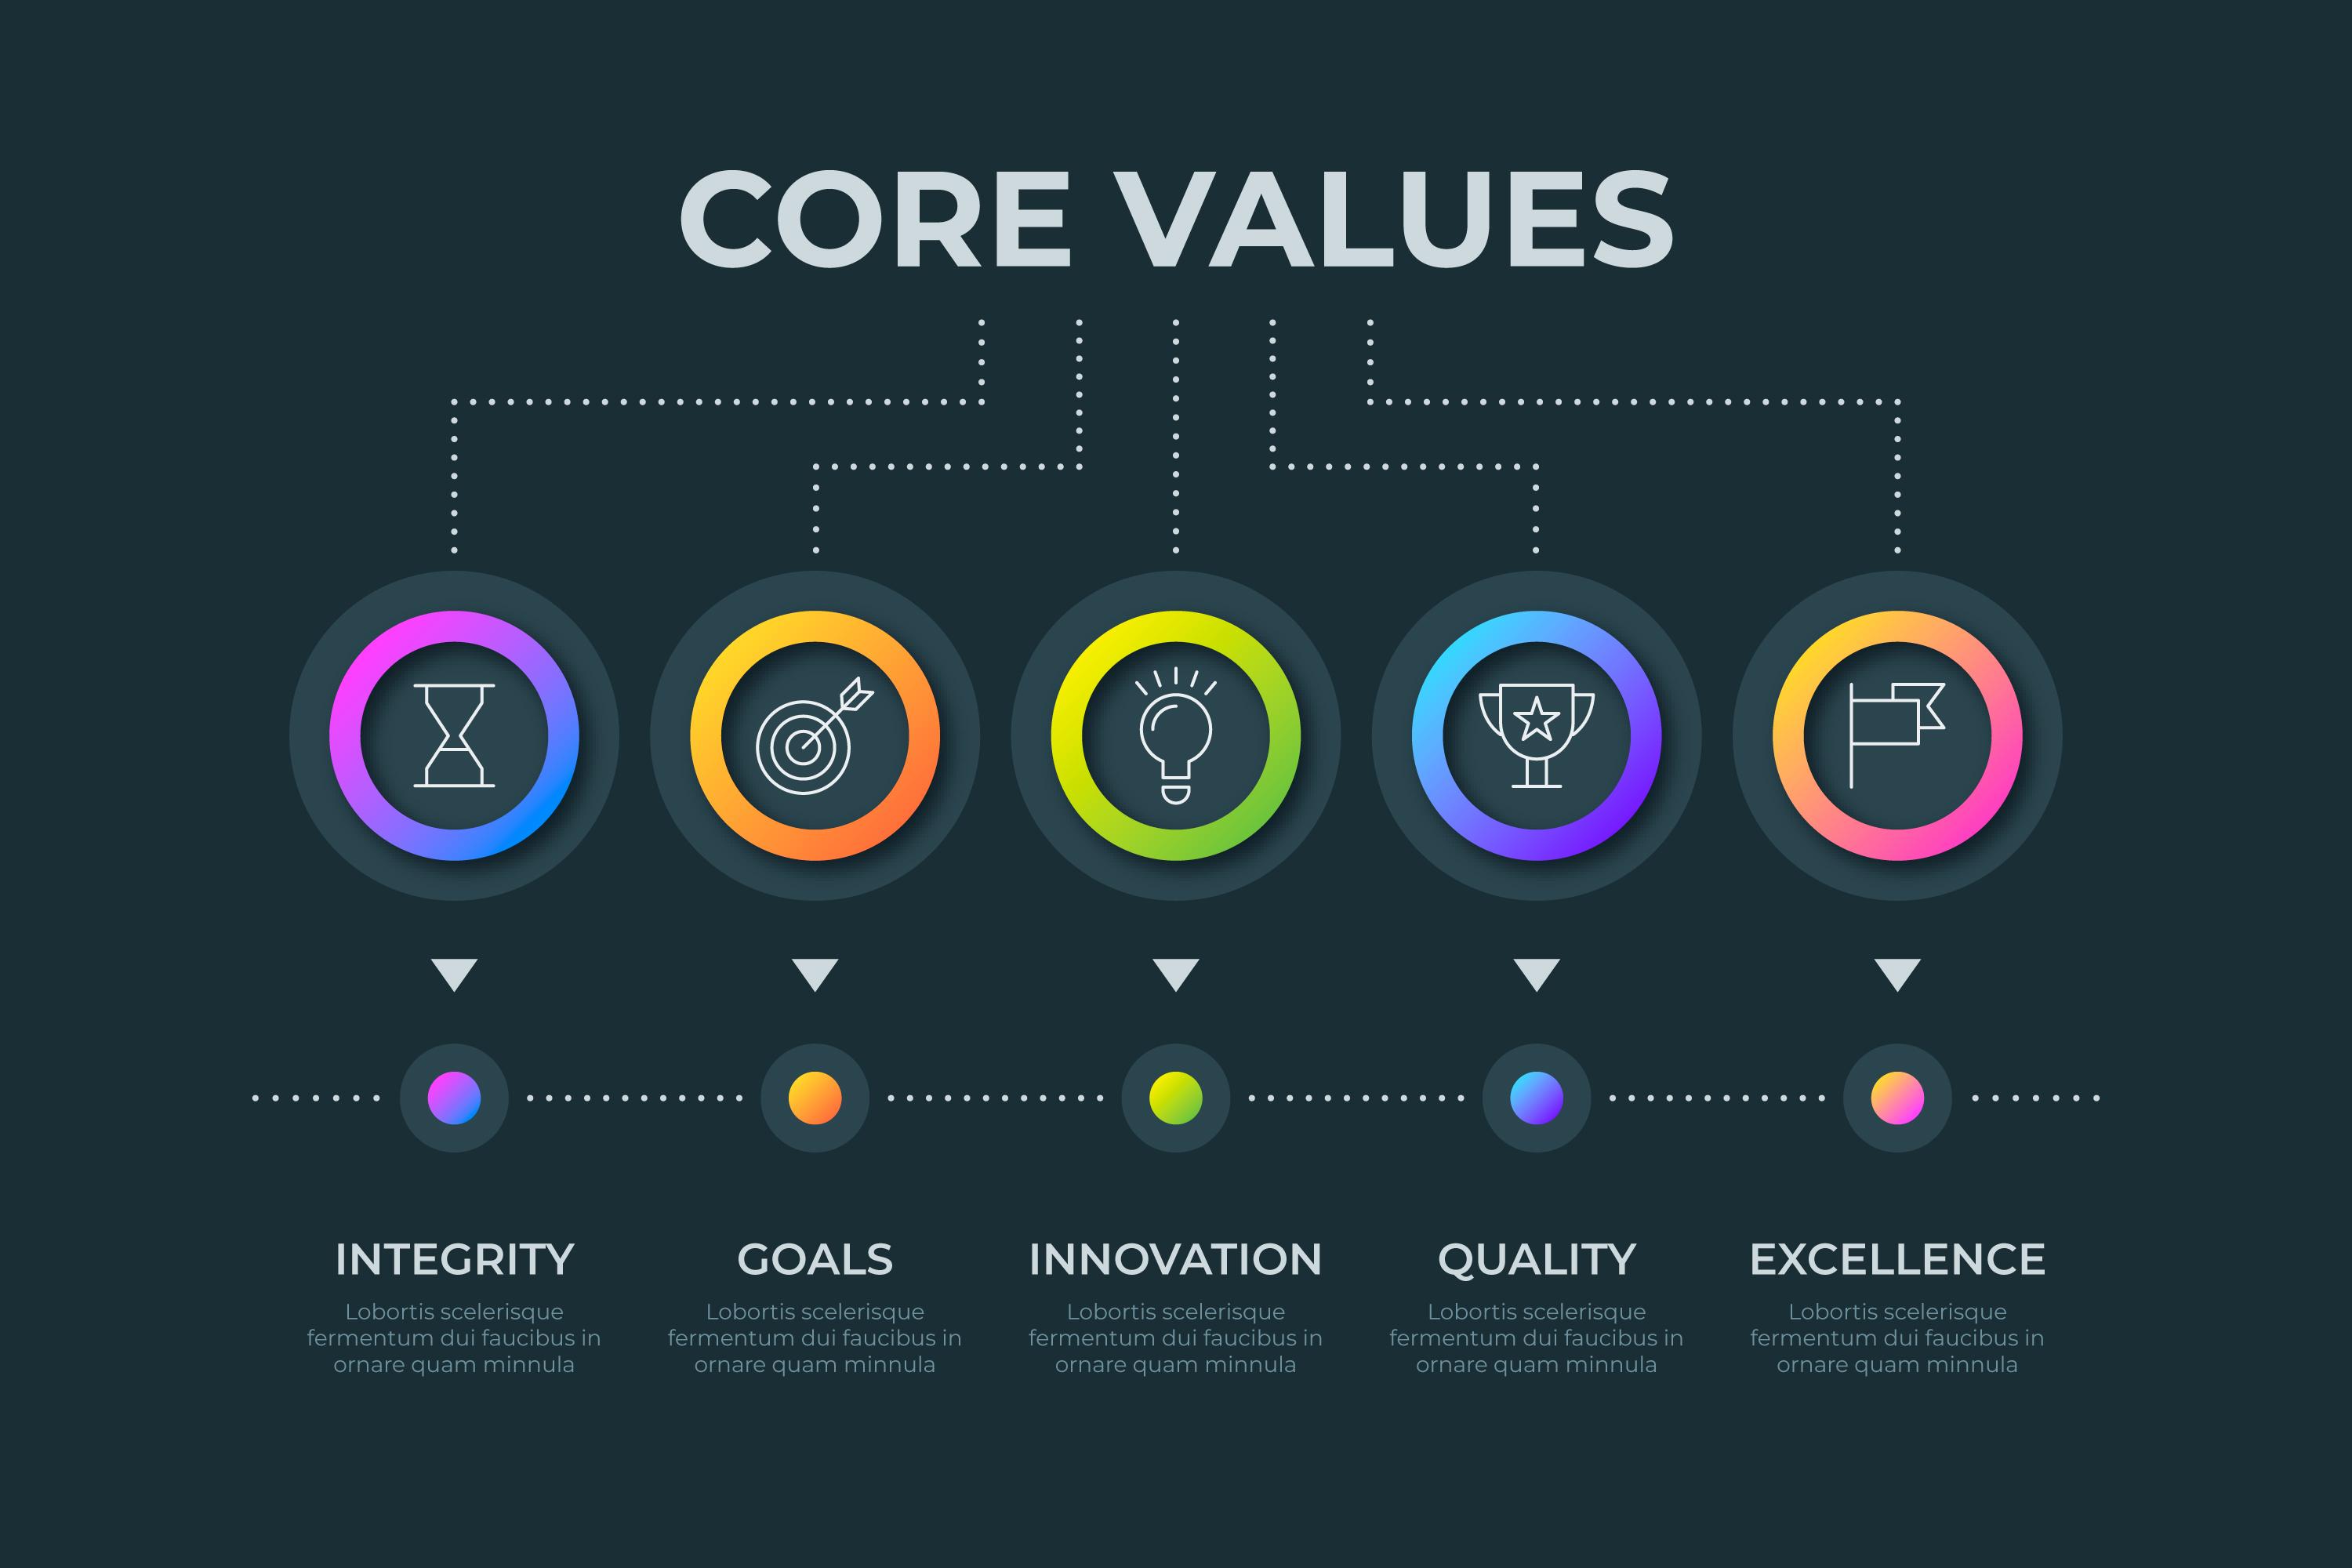 CORE VALUES
INTEGRITY
Lobortis scelerisque
fermentum dui faucibus in
ornare quam minnula
GOALS
Lobortis scelerisque
fermentum dui faucibus in
ornare quam minnula
INNOVATION
Lobortis scelerisque
fermentum dui faucibus in
ornare quam minnula
QUALITY
Lobortis scelerisque
fermentum dui faucibus in
ornare quam minnula
EXCELLENCE
Lobortis scelerisque
fermentum dui faucibus in
ornare quam minnula